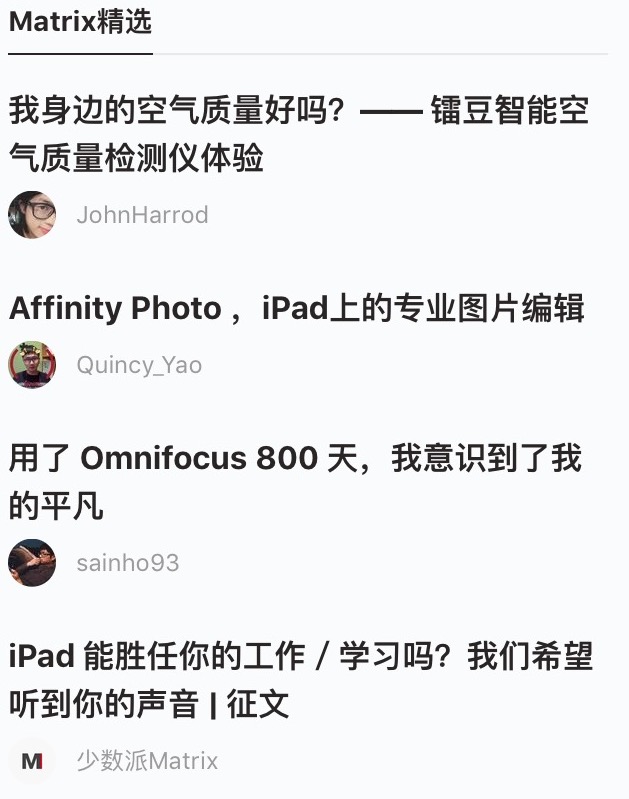 Matrix精选
我身边的空气质量好吗？—— 镭豆智能空
气质量检测仪体验
JohnHarrod
Affinity Photo ，iPad上的专业图片编辑
Quincy_Yao
用了 Omnifocus 800 天，我意识到了我
的平凡
sainho93
iPad 能胜任你的工作 / 学习吗？我们希望
听到你的声音 | 征文
M
少数派Matrix